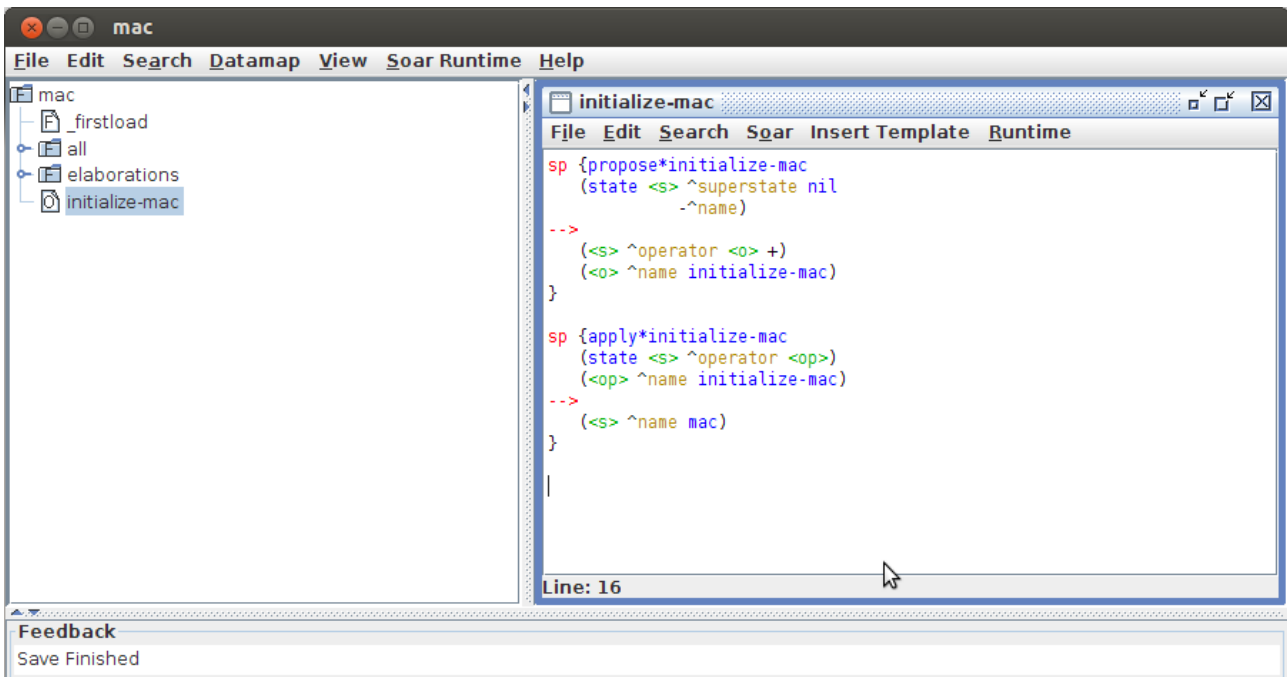 mac
File Edit Search Datamap View Soar Runtime Help
mac
_firstload
all
elaborations
initialize-mac
initialize-mac
File Edit Search Soar Insert Template Runtime
sp {propose*initialize-mac
   (state <s> ^superstate nil
             -^name)
-->
   (<s> ^operator <o> +)
   (<o> ^name initialize-mac)
}
sp {apply*initialize-mac
   (state <s> ^operator <op>)
   (<op> ^name initialize-mac)
-->
   (<s> ^name mac)
}
Line: 16
Feedback
Save Finished